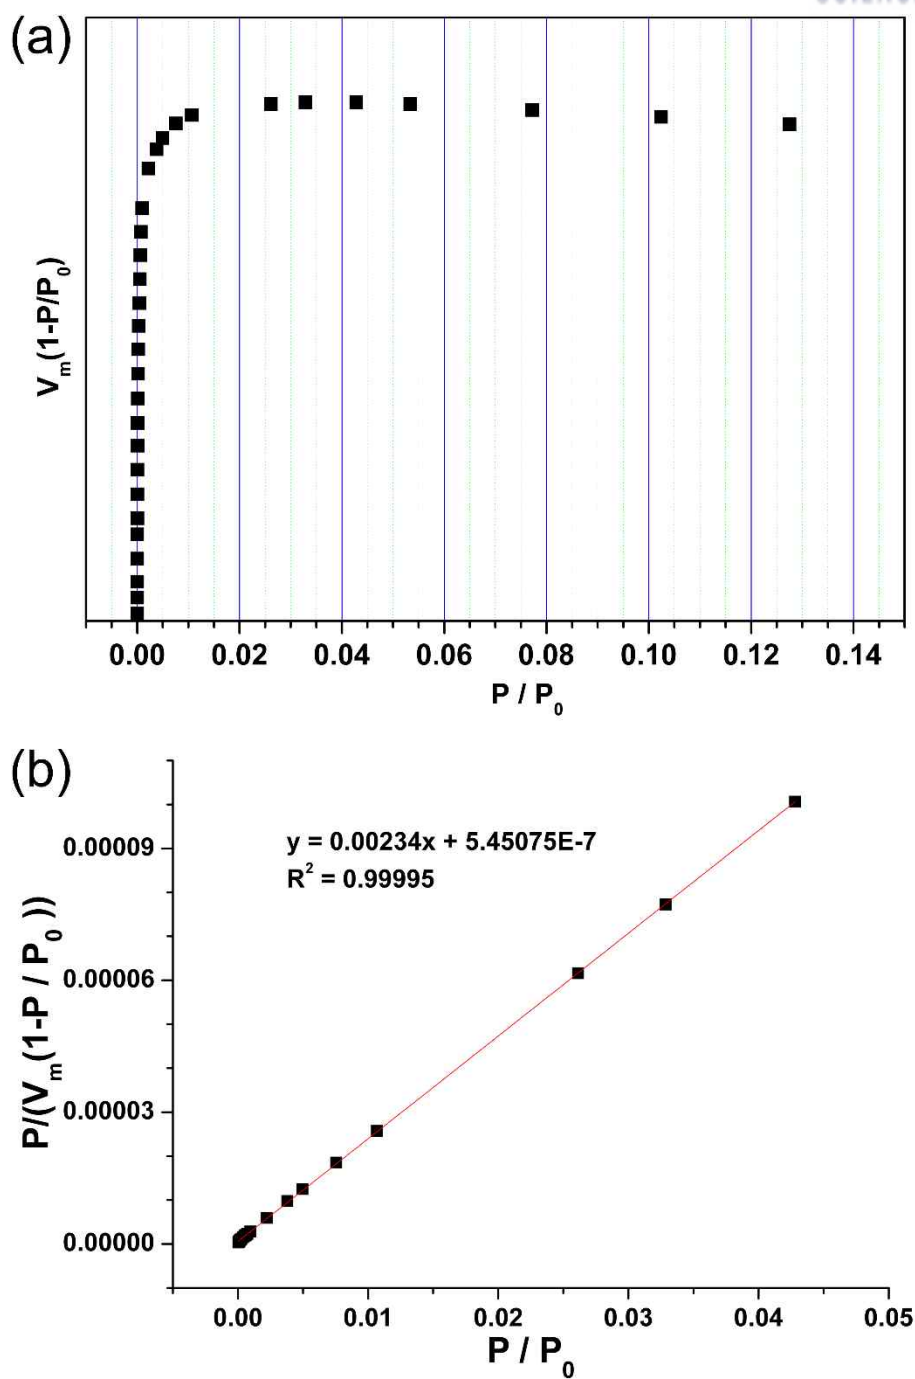 (a)
V_m(1-P/P_0)
0.00 0.02 0.04 0.06 0.08 0.10 0.12 0.14
P / P_0
(b)
y = 0.00234x + 5.45075E-7
R^2 = 0.99995
P/(V_m(1-P / P_0 ))
0.00009
0.00006
0.00003
0.00000
0.00 0.01 0.02 0.03 0.04 0.05
P / P_0